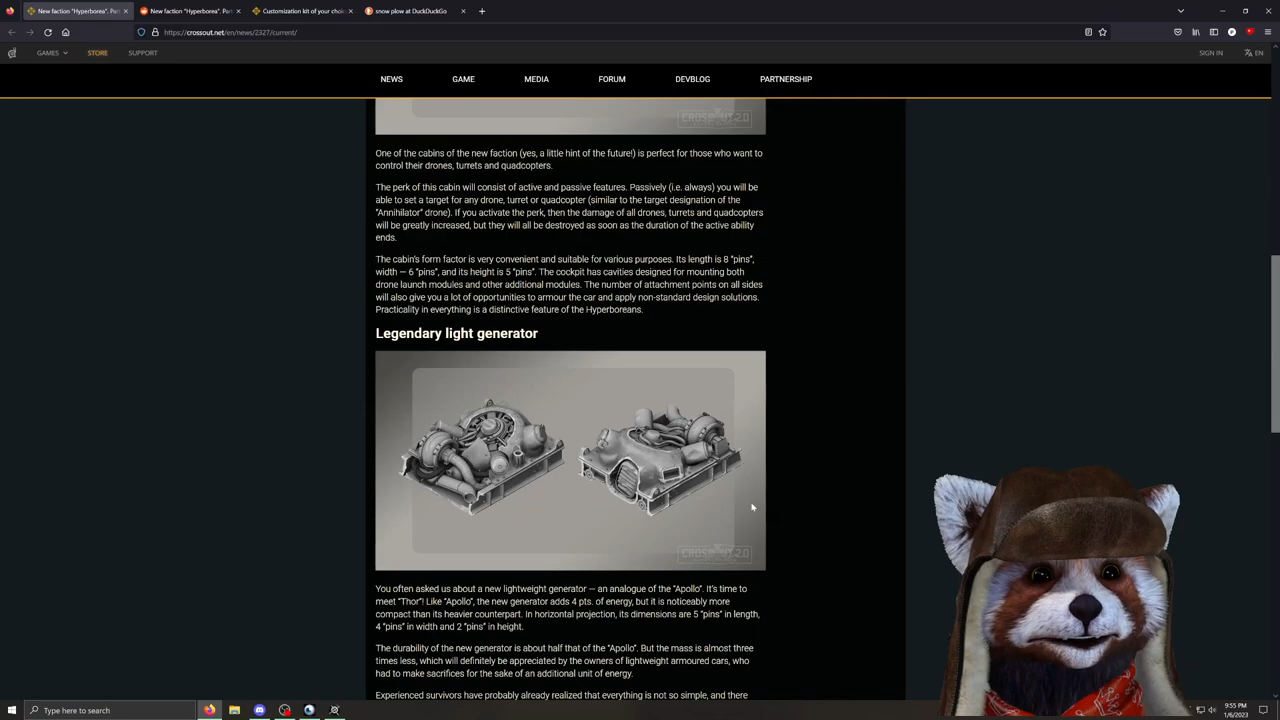 New faction "Hyperborea". Part
New faction "Hyperborea". Part
Customization kit of your choic
snow plow at DuckDuckGo
https://crossout.net/en/news/2327/current/
GAMES
STORE
SUPPORT
SIGN IN
EN
NEWS
GAME
MEDIA
FORUM
DEVBLOG
PARTNERSHIP
CROSSOUT 2.0
One of the cabins of the new faction (yes, a little hint of the future!) is perfect for those who want to
control their drones, turrets and quadcopters.
The perk of this cabin will consist of active and passive features. Passively (i.e. always) you will be
able to set a target for any drone, turret or quadcopter (similar to the target designation of the
"Annihilator" drone). If you activate the perk, then the damage of all drones, turrets and quadcopters
will be greatly increased, but they will all be destroyed as soon as the duration of the active ability
ends.
The cabin's form factor is very convenient and suitable for various purposes. Its length is 8 "pins",
width — 6 "pins", and its height is 5 "pins". The cockpit has cavities designed for mounting both
drone launch modules and other additional modules. The number of attachment points on all sides
will also give you a lot of opportunities to armour the car and apply non-standard design solutions.
Practicality in everything is a distinctive feature of the Hyperboreans.
Legendary light generator
CROSSOUT 2.0
You often asked us about a new lightweight generator — an analogue of the "Apollo". It's time to
meet "Thor"! Like "Apollo", the new generator adds 4 pts. of energy, but it is noticeably more
compact than its heavier counterpart. In horizontal projection, its dimensions are 5 "pins" in length,
4 "pins" in width and 2 "pins" in height.
The durability of the new generator is about half that of the "Apollo". But the mass is almost three
times less, which will definitely be appreciated by the owners of lightweight armoured cars, who
had to make sacrifices for the sake of an additional unit of energy.
Experienced survivors have probably already realized that everything is not so simple, and there
Type here to search
9:55 PM
1/6/2023